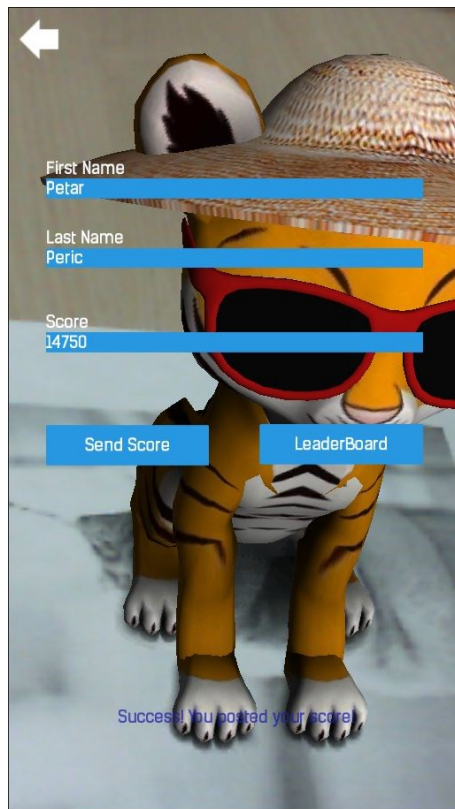 First Name
Petar
Last Name
Peric
Score
14750
Send Score
LeaderBoard
Success! You posted your score!